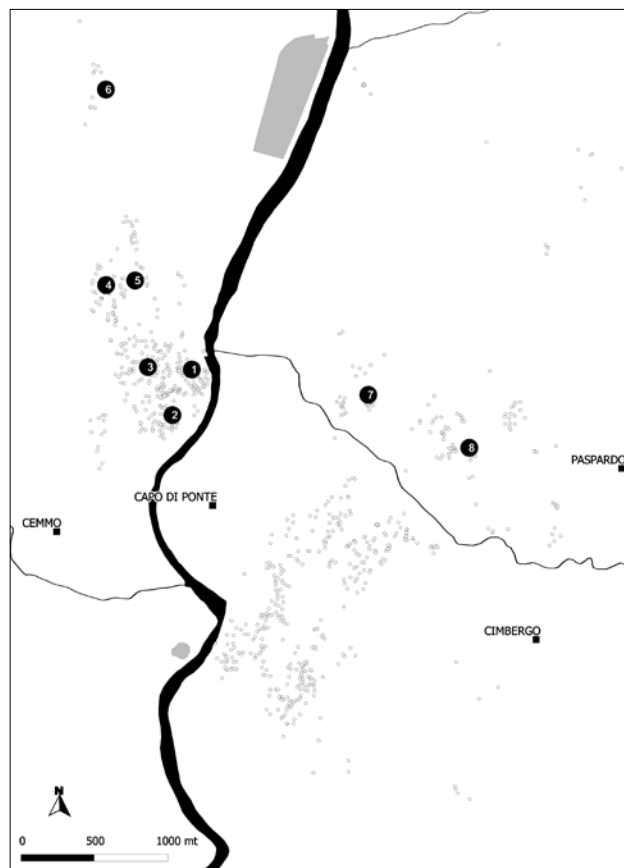 6
5
4
3
1
2
7
8
PASPARDO
CAPO DI PONTE
CEMMO
CIMBERGO
N
0 500 1000 mt